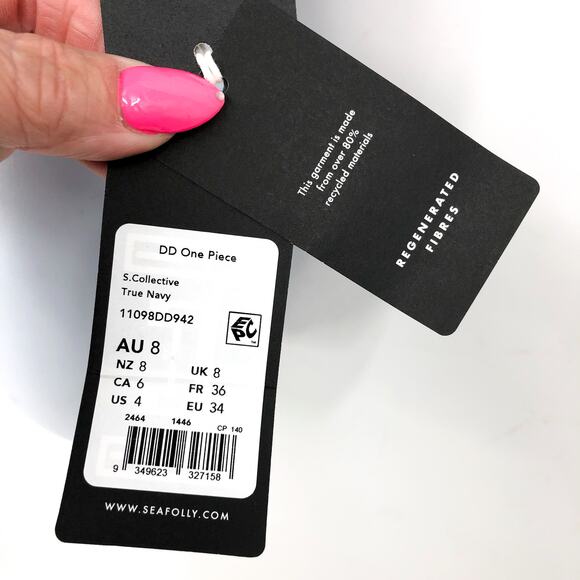 This garment is made
from over 80%
recycled materials
REGENERATED
FIBRES
DD One Piece
S.Collective
True Navy
11098DD942
EPC
AU 8
NZ 8 UK 8
CA 6 FR 36
US 4 EU 34
2464 1446 CP 140
9 349623 327158
WWW.SEAFOLLY.COM